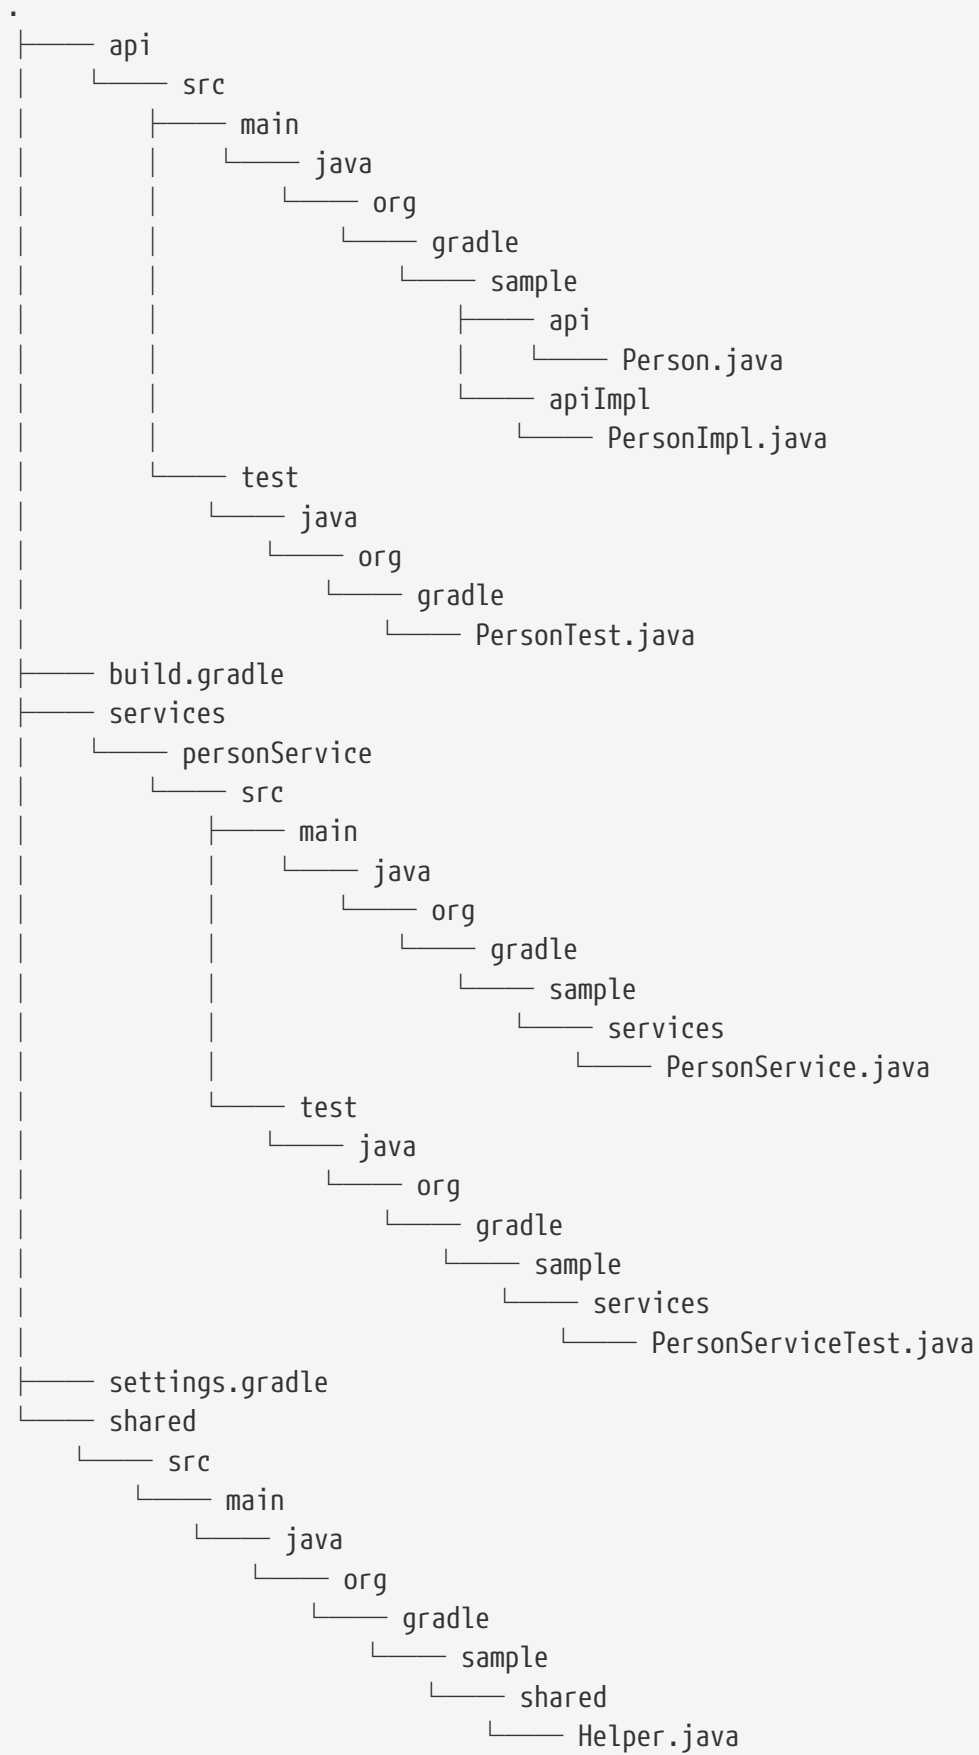 .
├── api
│   └── src
│       ├── main
│       │   └── java
│       │       └── org
│       │           └── gradle
│       │               └── sample
│       │                   ├── api
│       │                   │   └── Person.java
│       │                   └── apiImpl
│       │                       └── PersonImpl.java
│       └── test
│           └── java
│               └── org
│                   └── gradle
│                       └── PersonTest.java
├── build.gradle
├── services
│   └── personService
│       └── src
│           ├── main
│           │   └── java
│           │       └── org
│           │           └── gradle
│           │               └── sample
│           │                   └── services
│           │                       └── PersonService.java
│           └── test
│               └── java
│                   └── org
│                       └── gradle
│                           └── sample
│                               └── services
│                                   └── PersonServiceTest.java
├── settings.gradle
└── shared
    └── src
        └── main
            └── java
                └── org
                    └── gradle
                        └── sample
                            └── shared
                                └── Helper.java